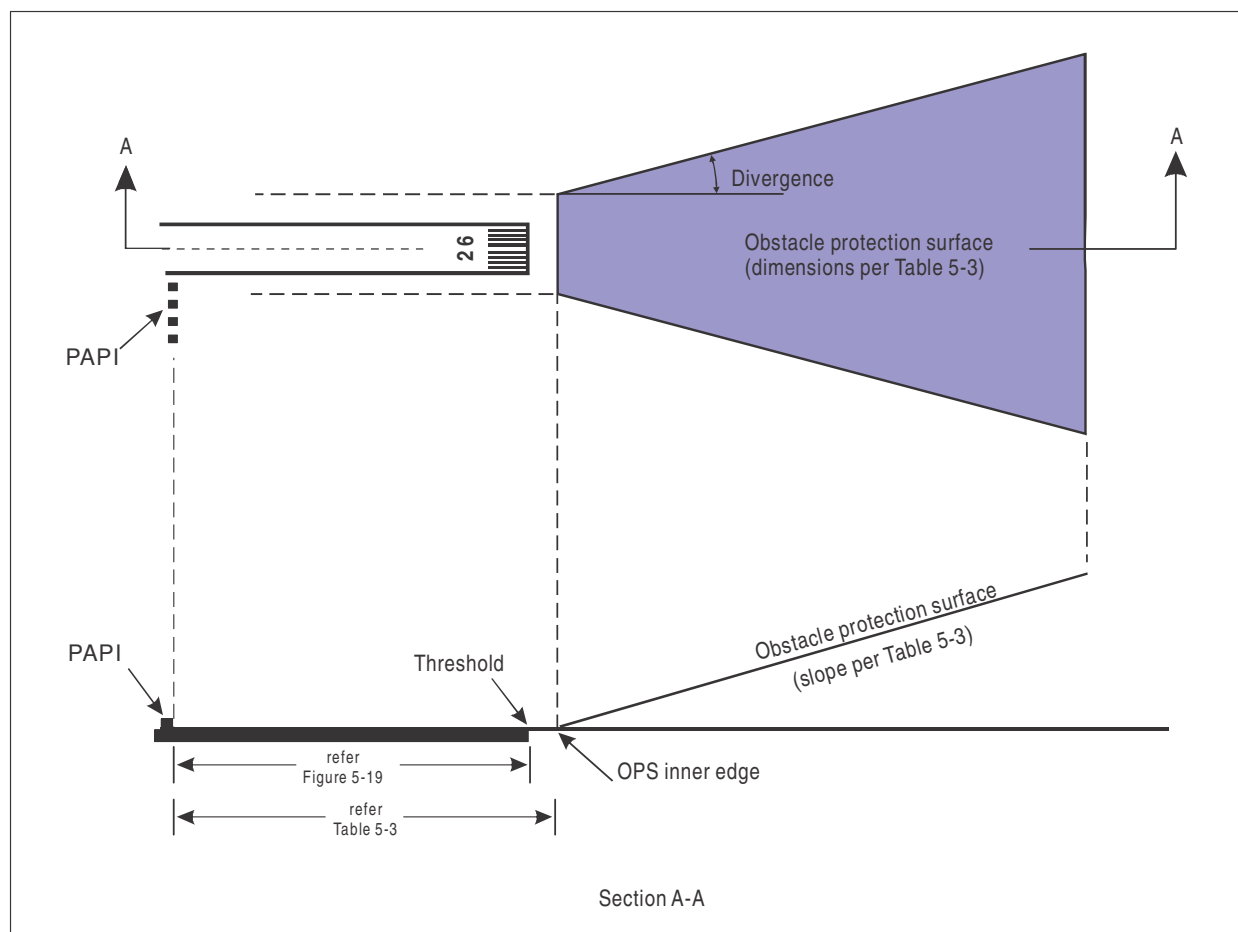 A
A
Divergence
26
Obstacle protection surface
(dimensions per Table 5-3)
PAPI
Obstacle protection surface
(slope per Table 5-3)
PAPI
Threshold
refer
Figure 5-19
OPS inner edge
refer
Table 5-3
Section A-A